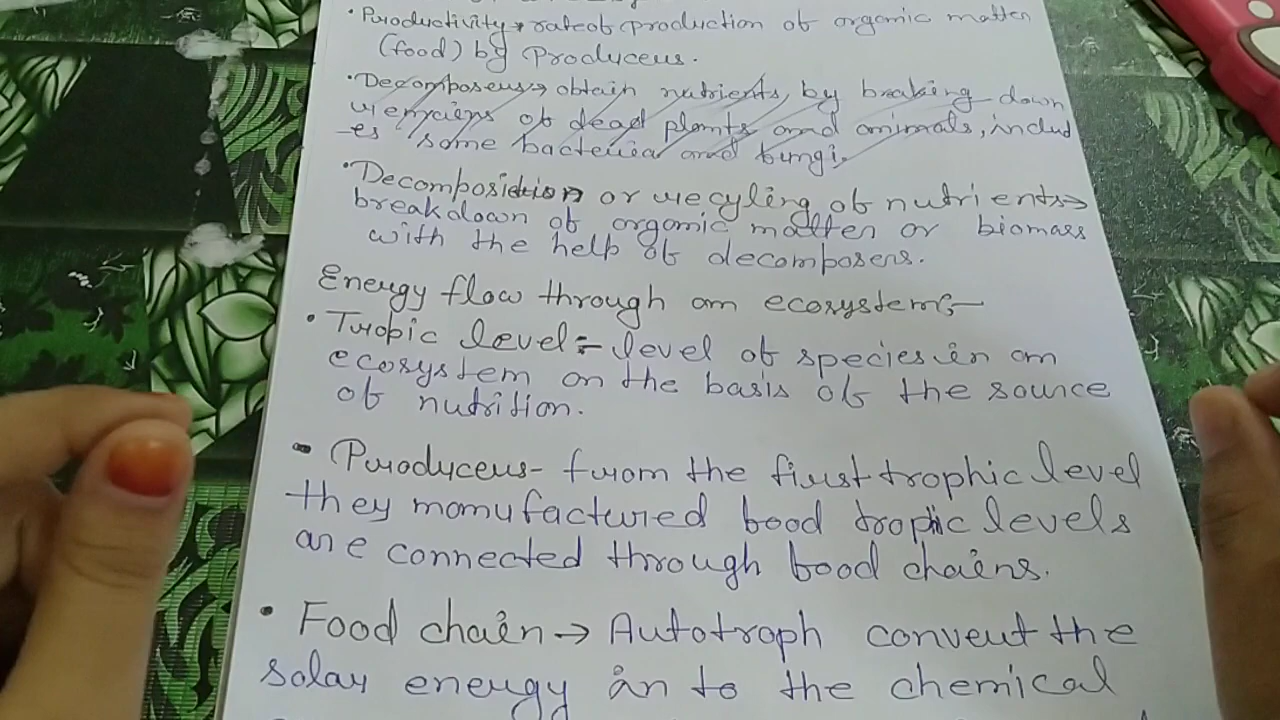 • Productivity → rate of production of organic matter
(food) by Producers.
• Decomposers → obtain nutrients, by breaking down
remains of dead plants and animals, includ
-es some bacteria and fungi.
• Decomposition or recyling of nutrients→
breakdown of organic matter or biomass
with the help of decomposers.
Energy flow through an ecosystem:-
• Tropic level:- level of species in an
ecosystem on the basis of the source
of nutrition.
- Producers- from the first trophic level
they manufactured food tropic levels
are connected through food chains.
• Food chain → Autotroph convert the
solar energy in to the chemical